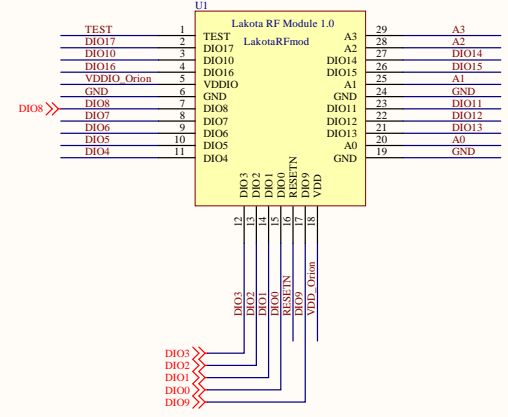 U1
Lakota RF Module 1.0
LakotaRFmod
TEST 1 TEST A3 29 A3
DIO17 2 DIO17 A2 28 A2
DIO10 3 DIO10 DIO14 27 DIO14
DIO16 4 DIO16 DIO15 26 DIO15
VDDIO_Orion 5 VDDIO A1 25 A1
GND 6 GND GND 24 GND
DIO8 DIO8 7 DIO8 DIO11 23 DIO11
DIO7 8 DIO7 DIO12 22 DIO12
DIO6 9 DIO6 DIO13 21 DIO13
DIO5 10 DIO5 A0 20 A0
DIO4 11 DIO4 GND 19 GND
DIO3 DIO2 DIO1 DIO0 RESETN DIO9 VDD
12 13 14 15 16 17 18
DIO3 DIO2 DIO1 DIO0 RESETN DIO9 VDD_Orion
DIO3
DIO2
DIO1
DIO0
DIO9